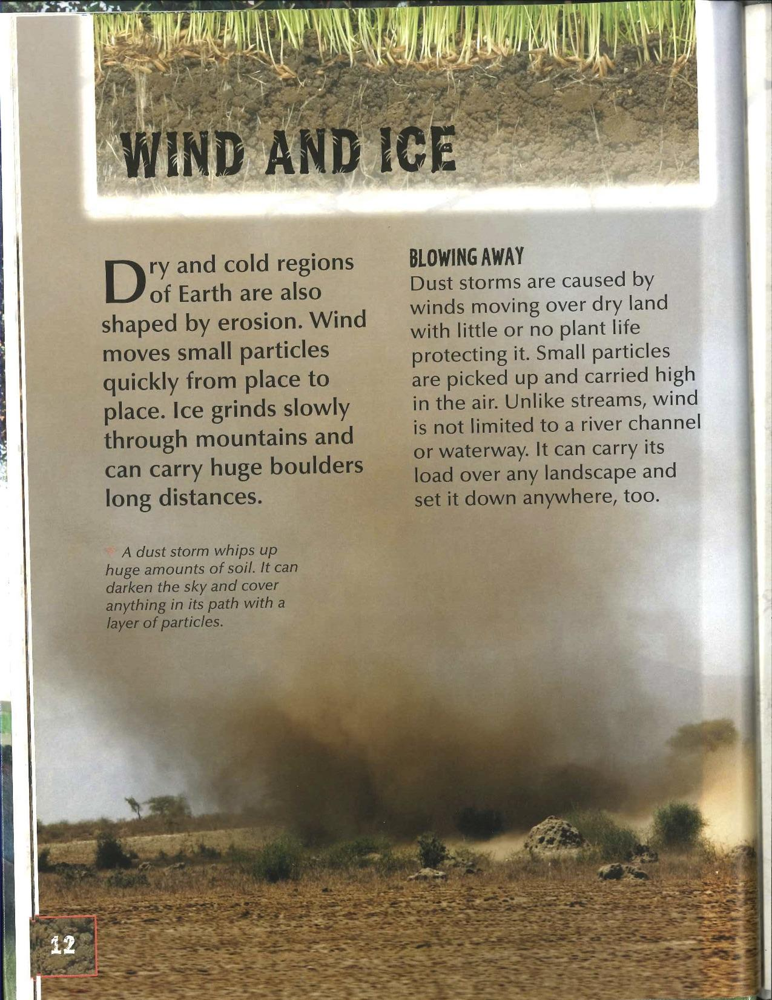 WIND AND ICE
Dry and cold regions
of Earth are also
shaped by erosion. Wind
moves small particles
quickly from place to
place. Ice grinds slowly
through mountains and
can carry huge boulders
long distances.
A dust storm whips up
huge amounts of soil. It can
darken the sky and cover
anything in its path with a
layer of particles.
BLOWING AWAY
Dust storms are caused by
winds moving over dry land
with little or no plant life
protecting it. Small particles
are picked up and carried high
in the air. Unlike streams, wind
is not limited to a river channel
or waterway. It can carry its
load over any landscape and
set it down anywhere, too.
12